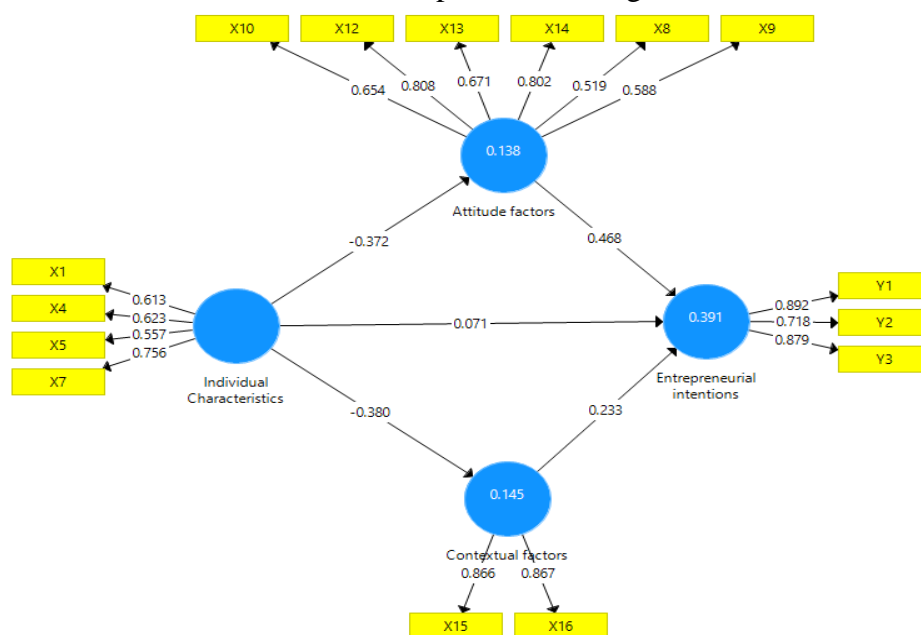 X10
X12
X13
X14
X8
X9
0.654
0.808
0.671
0.802
0.519
0.588
0.138
Attitude factors
-0.372
0.468
X1
X4
X5
X7
0.613
0.623
0.557
0.756
Individual
Characteristics
0.071
0.391
Entrepreneurial
intentions
0.892
0.718
0.879
Y1
Y2
Y3
-0.380
0.233
0.145
Contextual factors
0.866
0.867
X15
X16